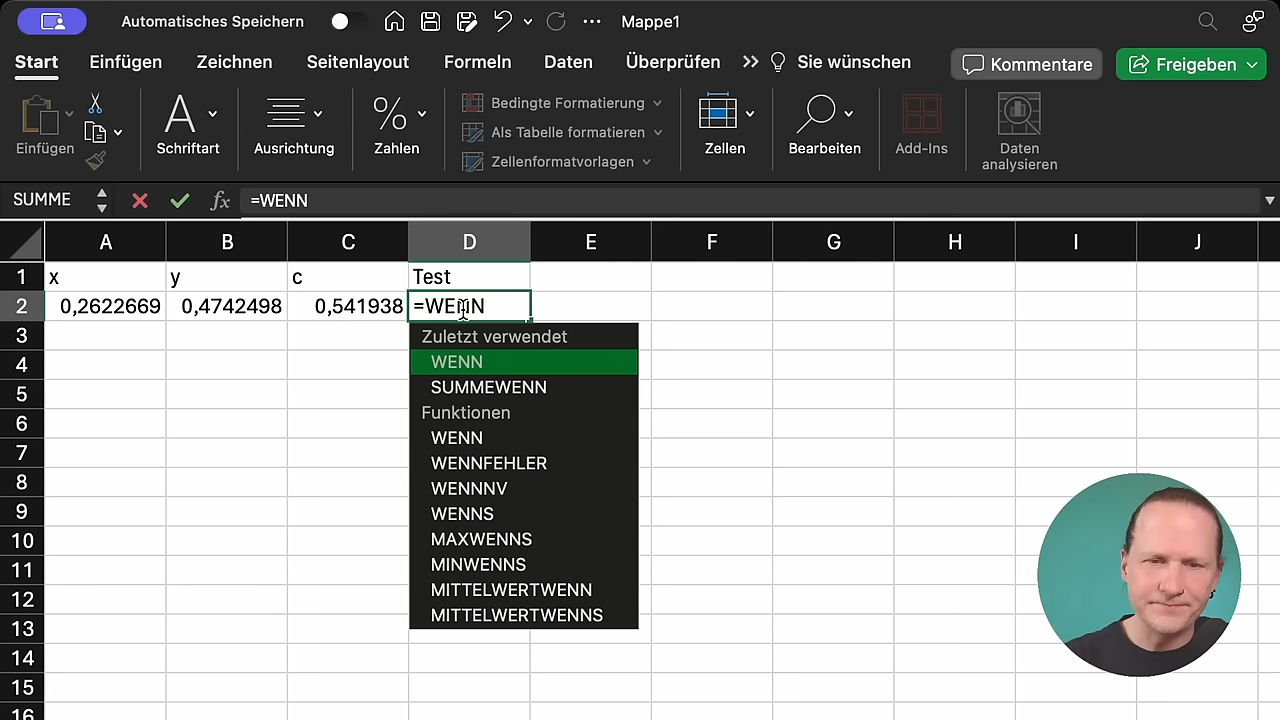 Automatisches Speichern
Mappe1
Start Einfügen Zeichnen Seitenlayout Formeln Daten Überprüfen Sie wünschen Kommentare Freigeben
Einfügen
Schriftart
Ausrichtung
Zahlen
Bedingte Formatierung
Als Tabelle formatieren
Zellenformatvorlagen
Zellen
Bearbeiten
Add-Ins
Daten
analysieren
SUMME fx =WENN
A B C D E F G H I J
1 x y c Test
2 0,2622669 0,4742498 0,541938 =WENN
3
4
5
6
7
8
9
10
11
12
13
14
15
16
Zuletzt verwendet
WENN
SUMMEWENN
Funktionen
WENN
WENNFEHLER
WENNNV
WENNS
MAXWENNS
MINWENNS
MITTELWERTWENN
MITTELWERTWENNS